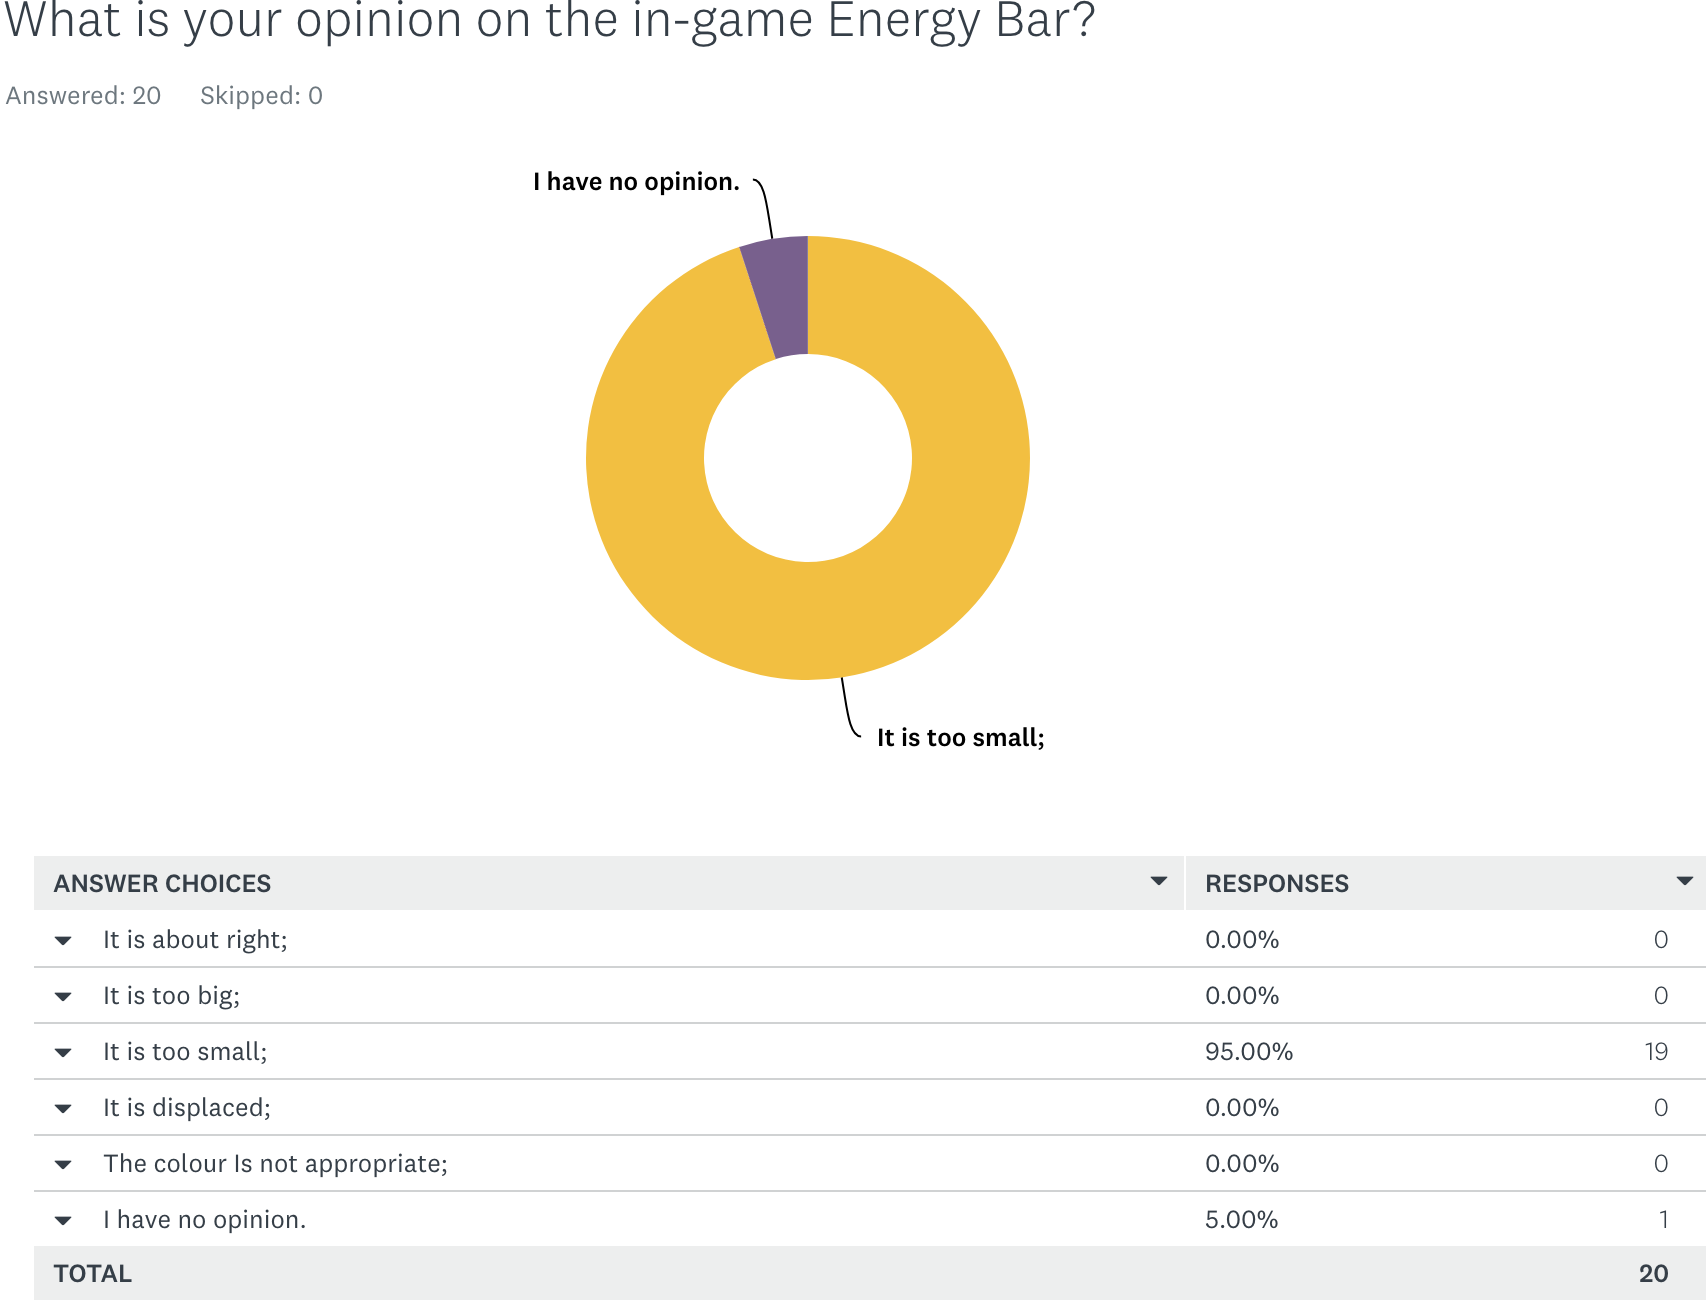 What is your opinion on the in-game Energy Bar?
Answered: 20 Skipped: 0
I have no opinion.
It is too small;
ANSWER CHOICES RESPONSES
It is about right; 0.00% 0
It is too big; 0.00% 0
It is too small; 95.00% 19
It is displaced; 0.00% 0
The colour Is not appropriate; 0.00% 0
I have no opinion. 5.00% 1
TOTAL 20